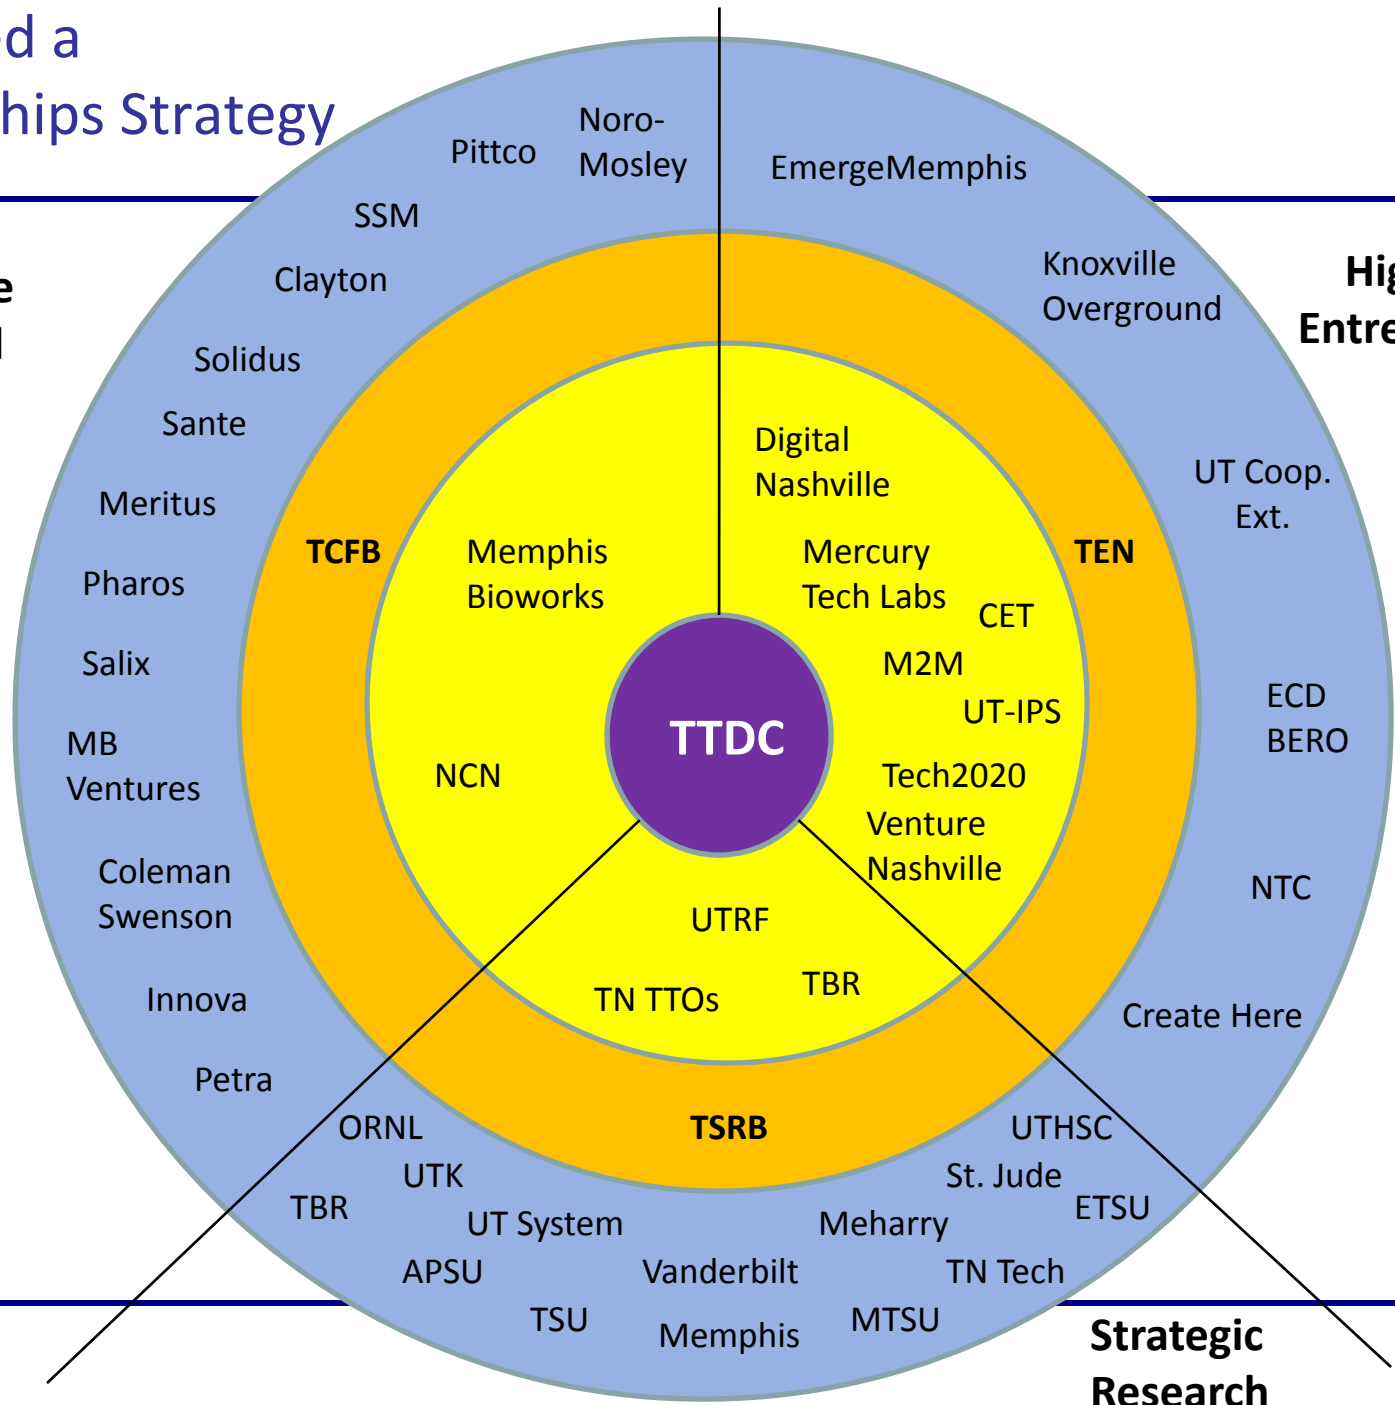 ed a
hips Strategy
Noro-
Mosley
Pittco
EmergeMemphis
SSM
Clayton
Knoxville
Overground
e
l
Hig
Entre
Solidus
Sante
Digital
Nashville
UT Coop.
Ext.
Meritus
TCFB
Memphis
Bioworks
Mercury
Tech Labs
TEN
Pharos
CET
Salix
M2M
UT-IPS
ECD
BERO
MB
Ventures
TTDC
NCN
Tech2020
Venture
Nashville
Coleman
Swenson
NTC
UTRF
Innova
TN TTOs
TBR
Create Here
Petra
ORNL
TSRB
UTHSC
UTK
St. Jude
TBR
UT System
Meharry
ETSU
APSU
Vanderbilt
TN Tech
TSU
Memphis
MTSU
Strategic
Research